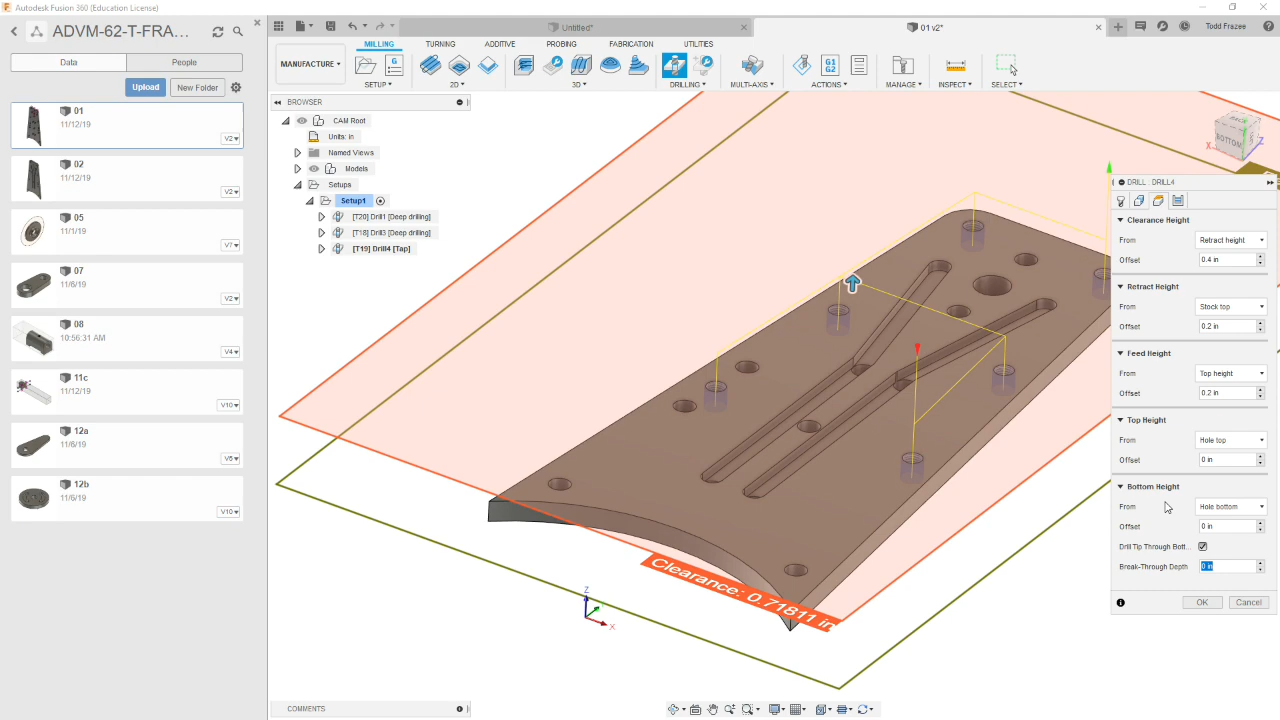 Autodesk Fusion 360 (Education License)
ADVM-62-T-FRA...
Data
People
Upload
New Folder
01
11/12/19
V2
02
11/12/19
V2
05
11/1/19
V7
07
11/6/19
V2
08
10:56:31 AM
V4
11c
11/12/19
V10
12a
11/6/19
V6
12b
11/6/19
V10
Untitled*
01 v2*
Todd Frazee
MANUFACTURE
MILLING
TURNING
ADDITIVE
PROBING
FABRICATION
UTILITIES
SETUP
2D
3D
DRILLING
MULTI-AXIS
ACTIONS
MANAGE
INSPECT
SELECT
BROWSER
CAM Root
Units: in
Named Views
Models
Setups
Setup1
[T20] Drill1 [Deep drilling]
[T18] Drill3 [Deep drilling]
[T19] Drill4 [Tap]
BOTTOM
X
Z
Clearance: 0.71811 in
Z
X
DRILL : DRILL4
Clearance Height
From Retract height
Offset 0.4 in
Retract Height
From Stock top
Offset 0.2 in
Feed Height
From Top height
Offset 0.2 in
Top Height
From Hole top
Offset 0 in
Bottom Height
From Hole bottom
Offset 0 in
Drill Tip Through Bott...
Break-Through Depth 0 in
OK
Cancel
COMMENTS